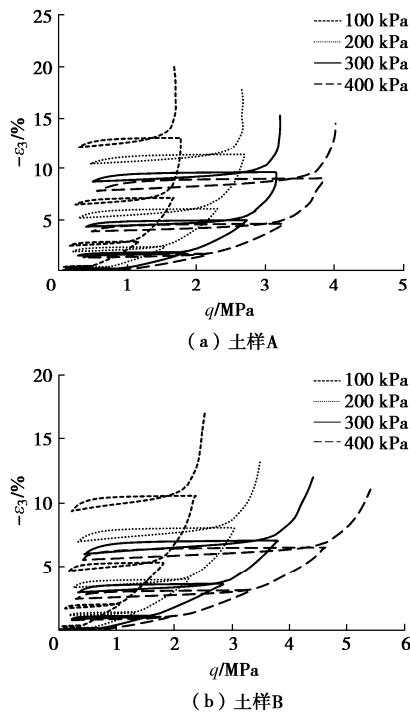 25
20
15
10
5
0
-ε₃/%
100 kPa
200 kPa
300 kPa
400 kPa
1 2 3 4 5
q/MPa
(a) 土样A
20
15
10
5
0
-ε₃/%
100 kPa
200 kPa
300 kPa
400 kPa
1 2 3 4 5 6
q/MPa
(b) 土样B